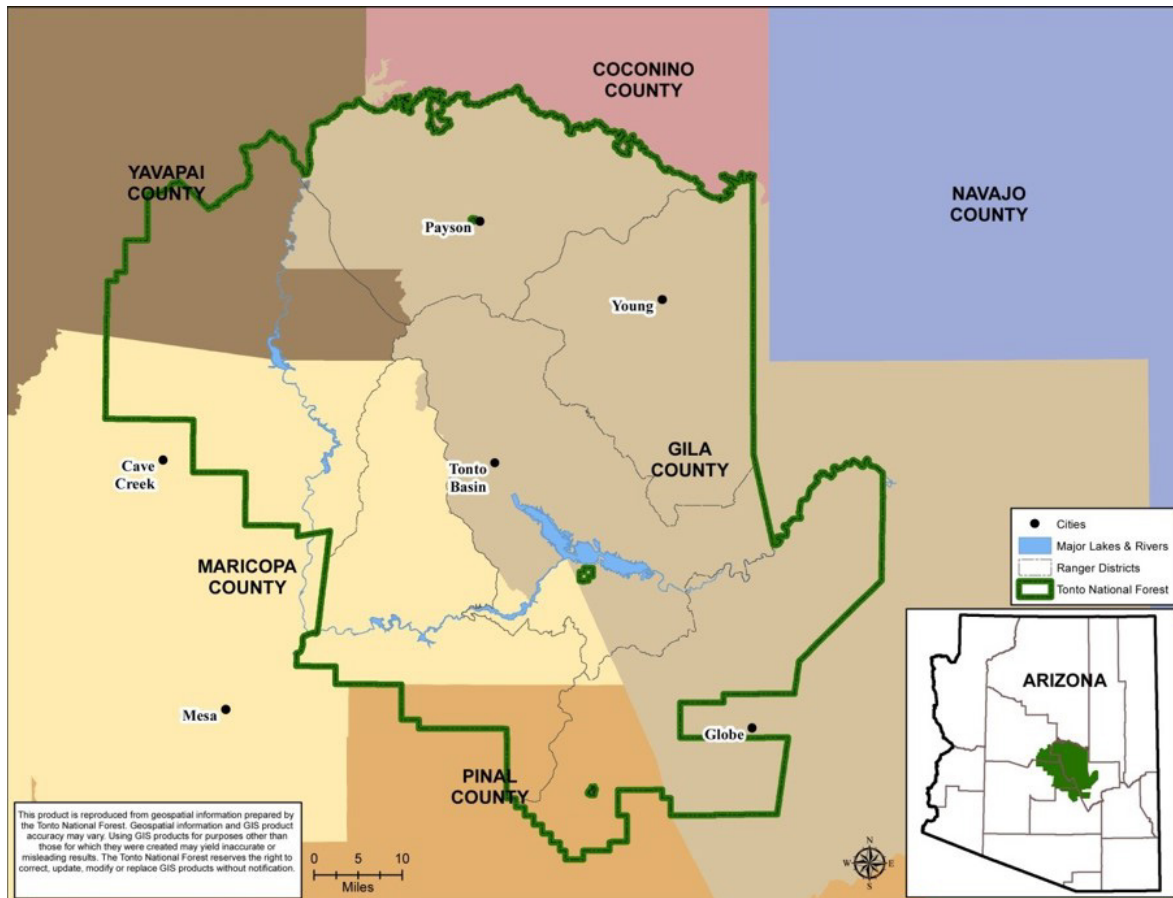 COCONINO
COUNTY
YAVAPAI
COUNTY
NAVAJO
COUNTY
Payson
Young
GILA
COUNTY
Cave
Creek
Tonto
Basin
MARICOPA
COUNTY
Cities
Major Lakes & Rivers
Ranger Districts
Tonto National Forest
ARIZONA
Mesa
Globe
PINAL
COUNTY
This product is reproduced from geospatial information prepared by
the Tonto National Forest. Geospatial information and GIS product
accuracy may vary. Using GIS products for purposes other than
those for which they were created may yield inaccurate or
misleading results. The Tonto National Forest reserves the right to
correct, update, modify or replace GIS products without notification.
0 5 10
Miles
N
W E
S